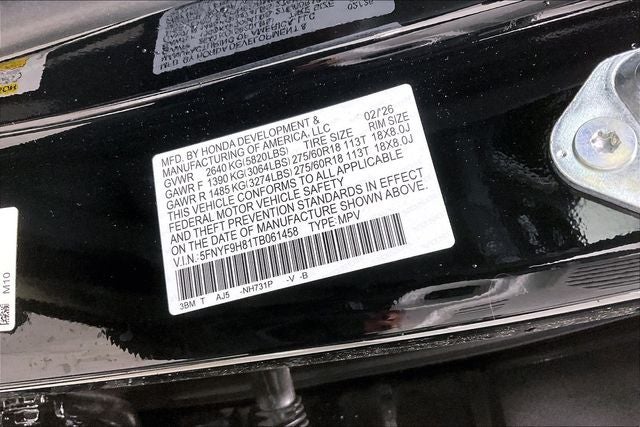 MFD. BY HONDA DEVELOPMENT &
MANUFACTURING OF AMERICA, LLC 02/'26
GVWR 2640 KG(5820LBS) TIRE SIZE RIM SIZE
GAWR F 1390 KG(3064LBS) 275/60R18 113T 18X8.0J
GAWR R 1485 KG(3274LBS) 275/60R18 113T 18X8.0J
THIS VEHICLE CONFORMS TO ALL APPLICABLE
FEDERAL MOTOR VEHICLE SAFETY
AND THEFT PREVENTION STANDARDS IN EFFECT
ON THE DATE OF MANUFACTURE SHOWN ABOVE.
V.I.N.: 5FNYF9H81TB061458 TYPE: MPV
3BM T AJ5 -NH731P -V -B
M10